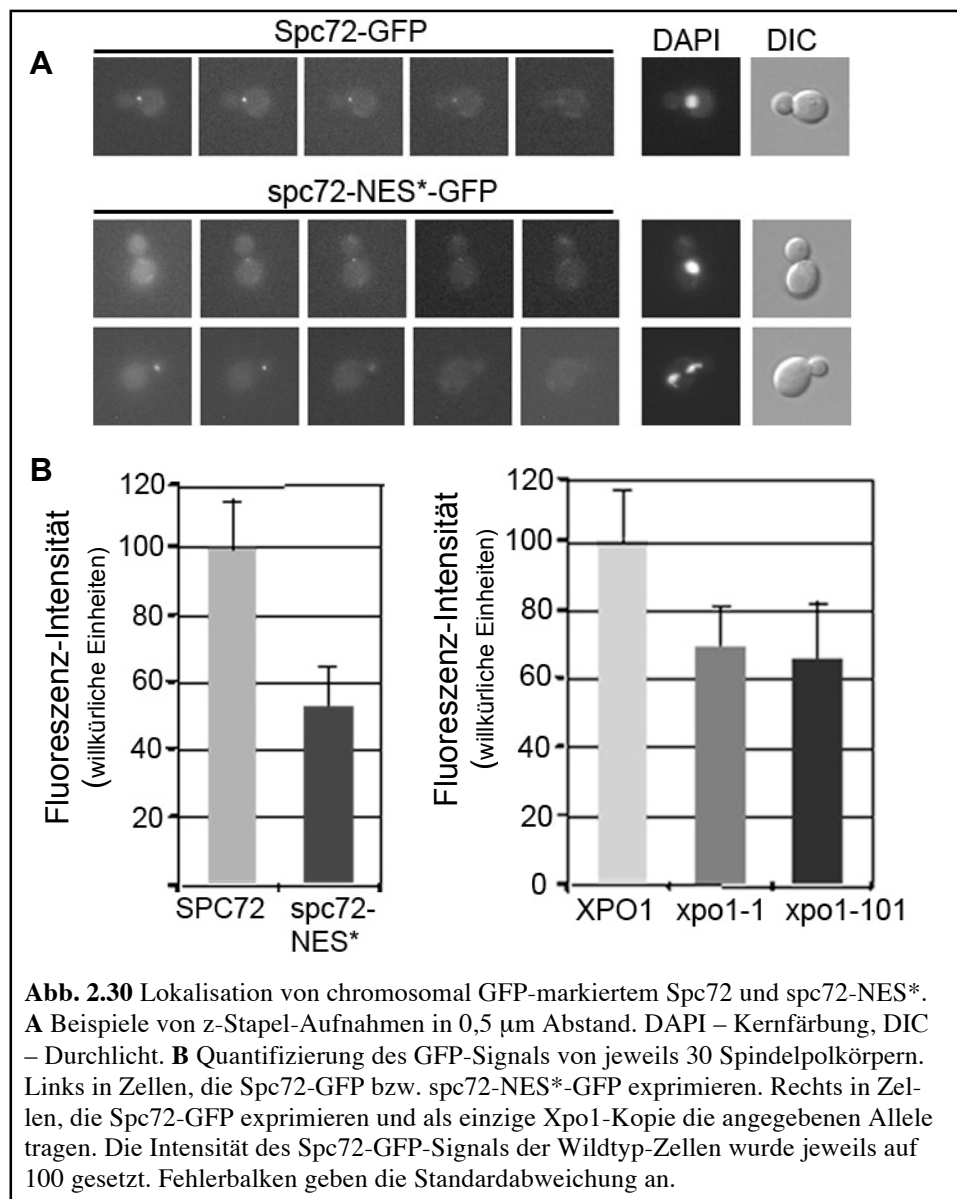 Spc72-GFP
DAPI
DIC
A
spc72-NES*-GFP
B
Fluoreszenz-Intensität
(willkürliche Einheiten)
120
100
80
60
40
20
SPC72
spc72-
NES*
Fluoreszenz-Intensität
(willkürliche Einheiten)
120
100
80
60
40
20
0
XPO1
xpo1-1
xpo1-101
Abb. 2.30 Lokalisation von chromosomal GFP-markiertem Spc72 und spc72-NES*.
A Beispiele von z-Stapel-Aufnahmen in 0,5 µm Abstand. DAPI – Kernfärbung, DIC
– Durchlicht. B Quantifizierung des GFP-Signals von jeweils 30 Spindelpolkörpern.
Links in Zellen, die Spc72-GFP bzw. spc72-NES*-GFP exprimieren. Rechts in Zel-
len, die Spc72-GFP exprimieren und als einzige Xpo1-Kopie die angegebenen Allele
tragen. Die Intensität des Spc72-GFP-Signals der Wildtyp-Zellen wurde jeweils auf
100 gesetzt. Fehlerbalken geben die Standardabweichung an.